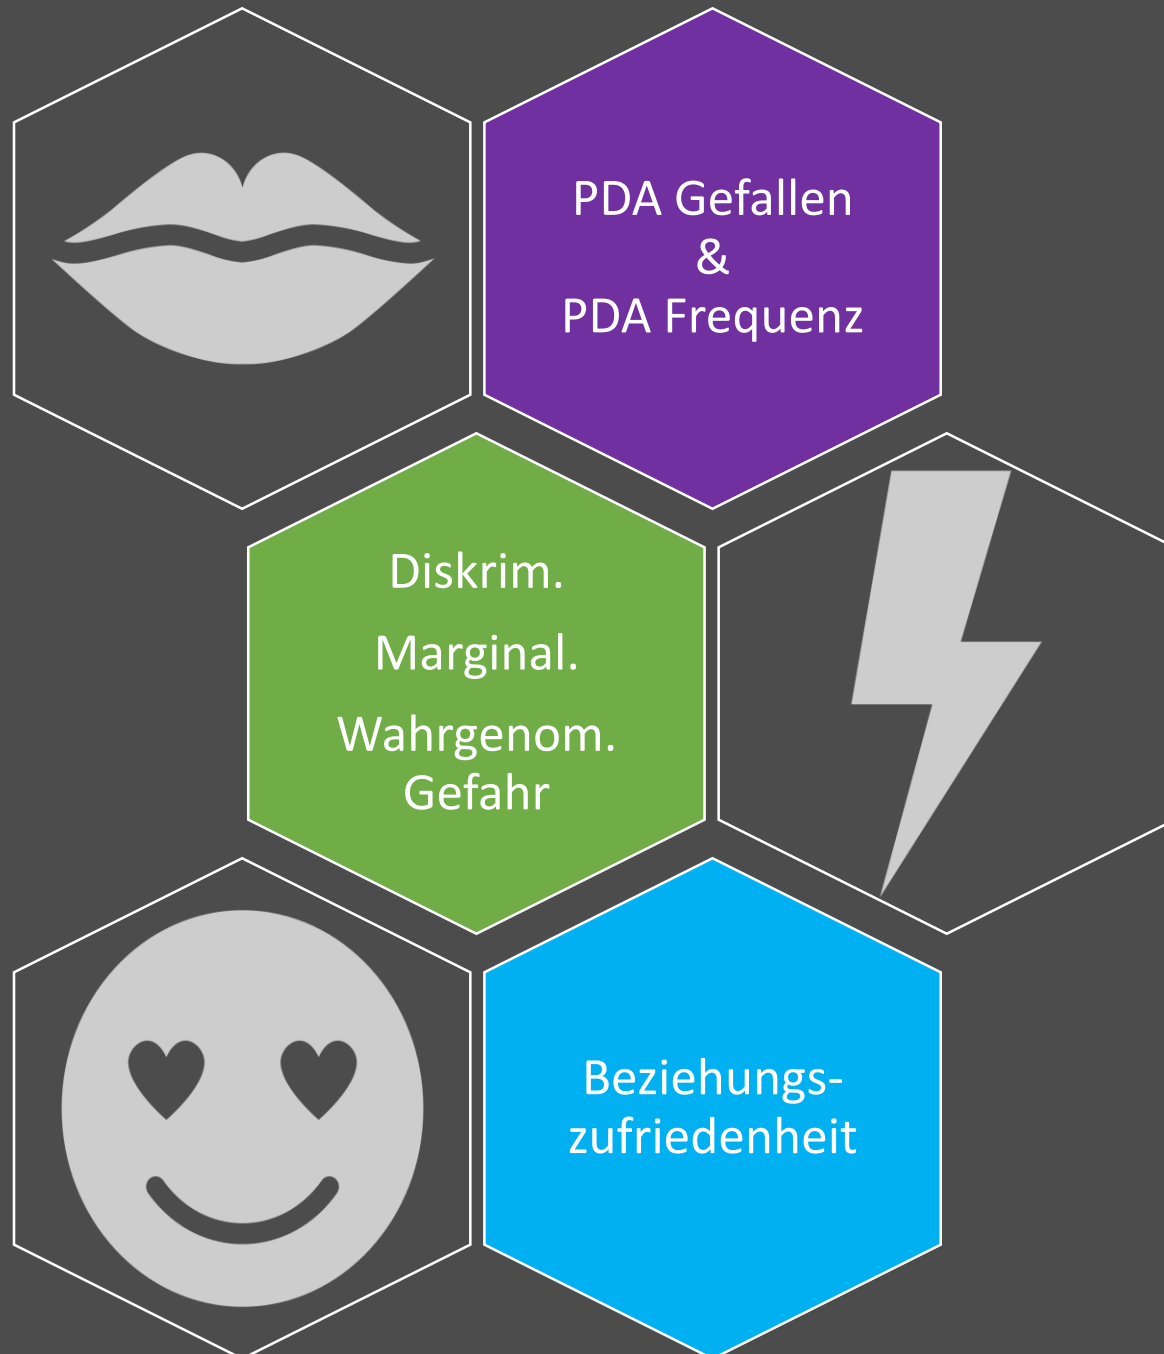 PDA Gefallen
&
PDA Frequenz
Diskrim.
Marginal.
Wahrgenom.
Gefahr
Beziehungs-
zufriedenheit